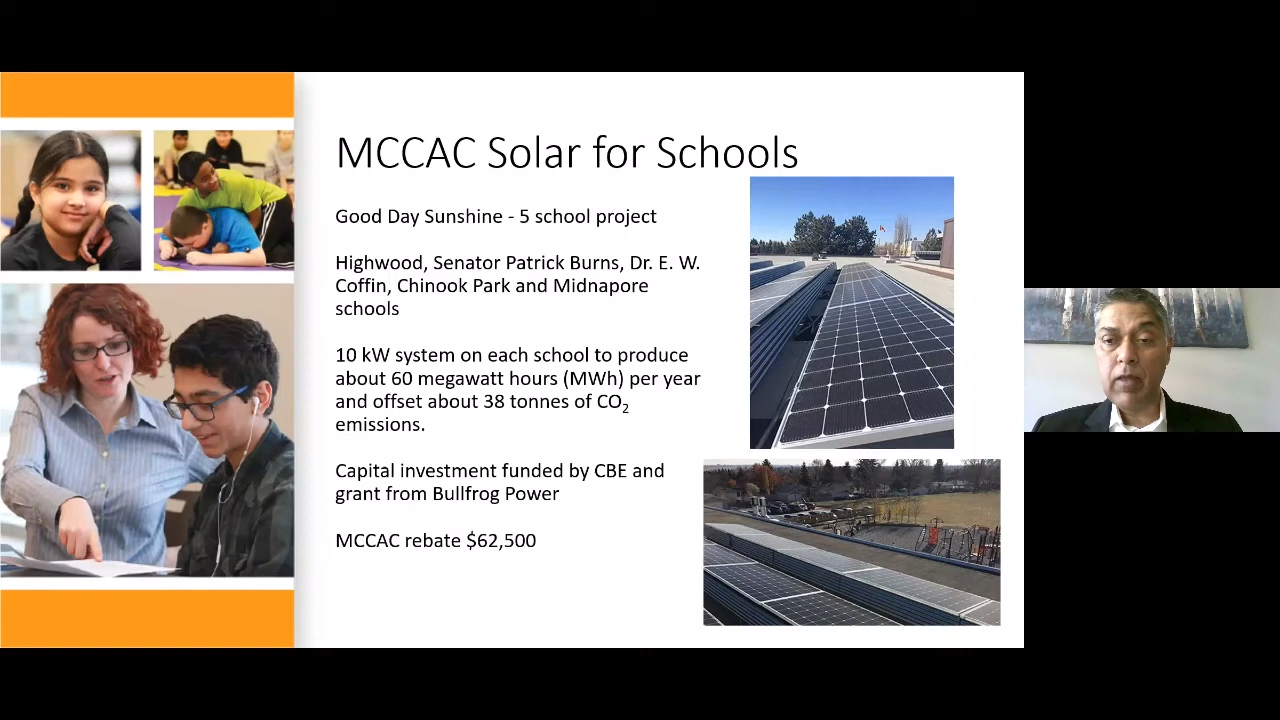 MCCAC Solar for Schools
Good Day Sunshine - 5 school project
Highwood, Senator Patrick Burns, Dr. E. W.
Coffin, Chinook Park and Midnapore
schools
10 kW system on each school to produce
about 60 megawatt hours (MWh) per year
and offset about 38 tonnes of CO₂
emissions.
Capital investment funded by CBE and
grant from Bullfrog Power
MCCAC rebate $62,500